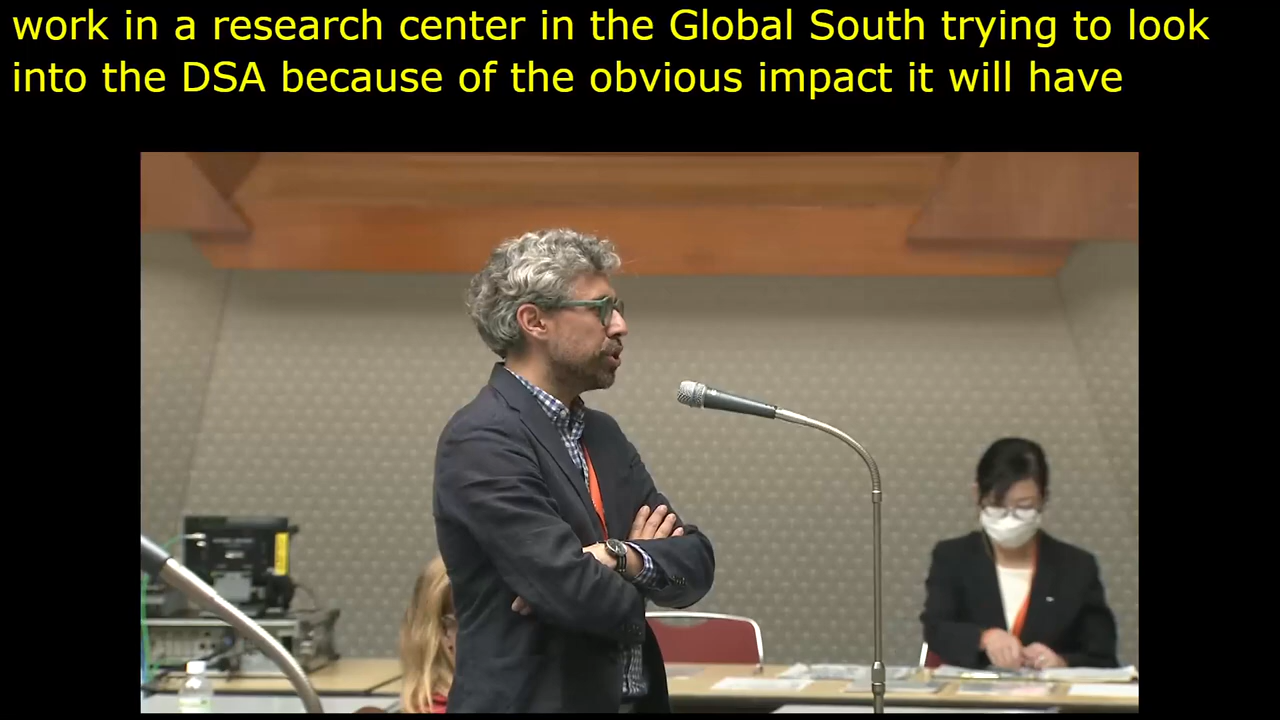 work in a research center in the Global South trying to look
into the DSA because of the obvious impact it will have